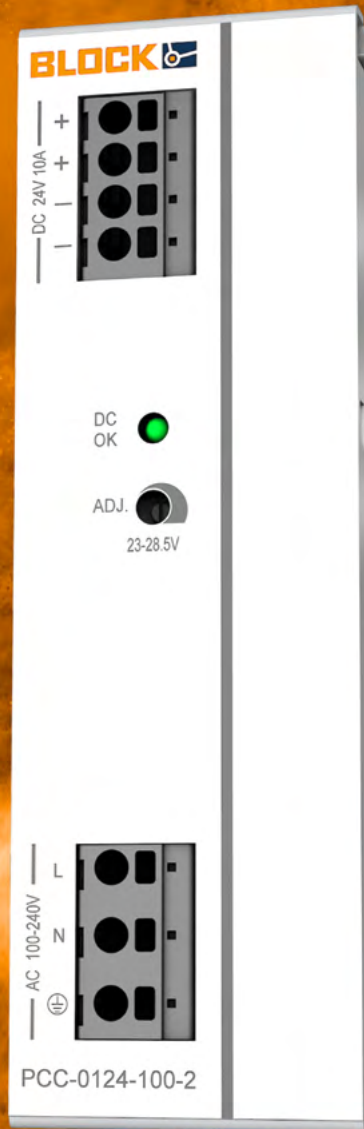 BLOCK
+
+
−
−
DC 24V 10A
DC
OK
ADJ.
23-28.5V
L
N
AC 100-240V
PCC-0124-100-2